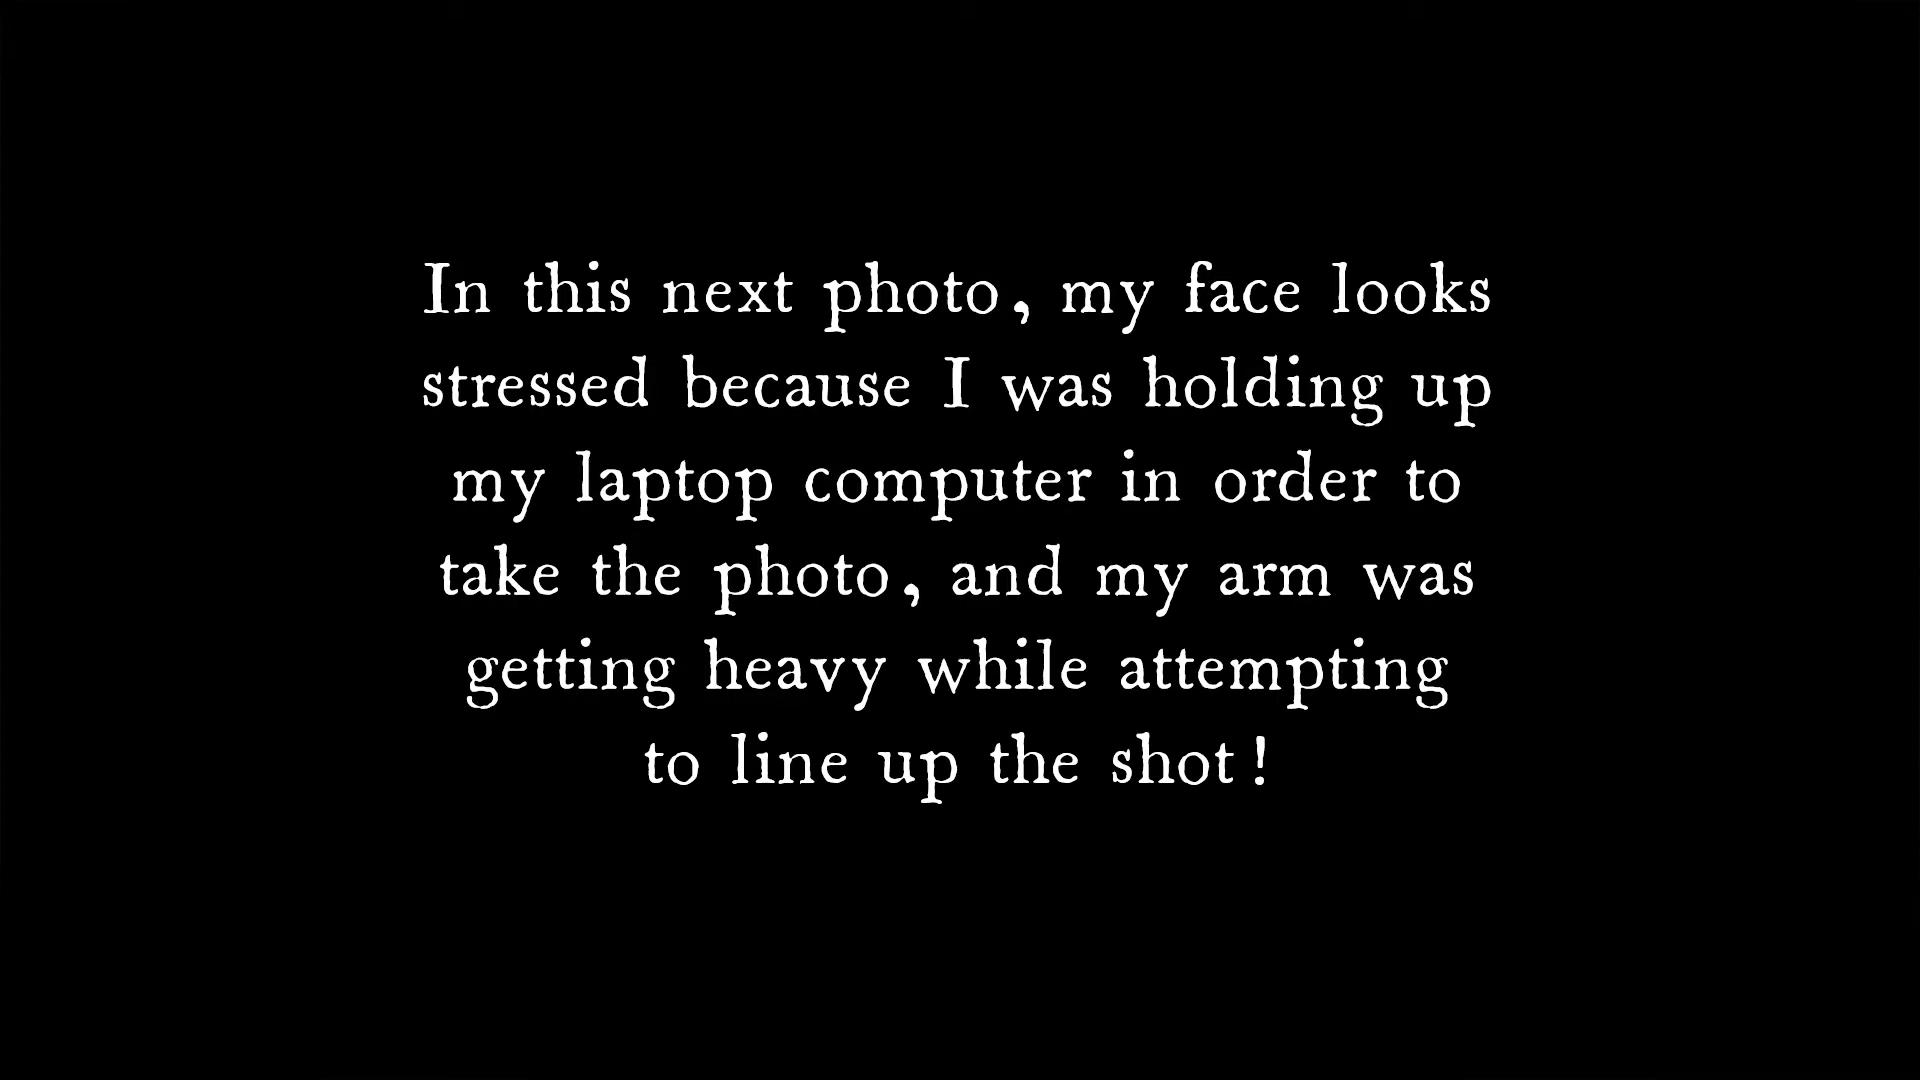 In this next photo, my face looks
stressed because I was holding up
my laptop computer in order to
take the photo, and my arm was
getting heavy while attempting
to line up the shot!